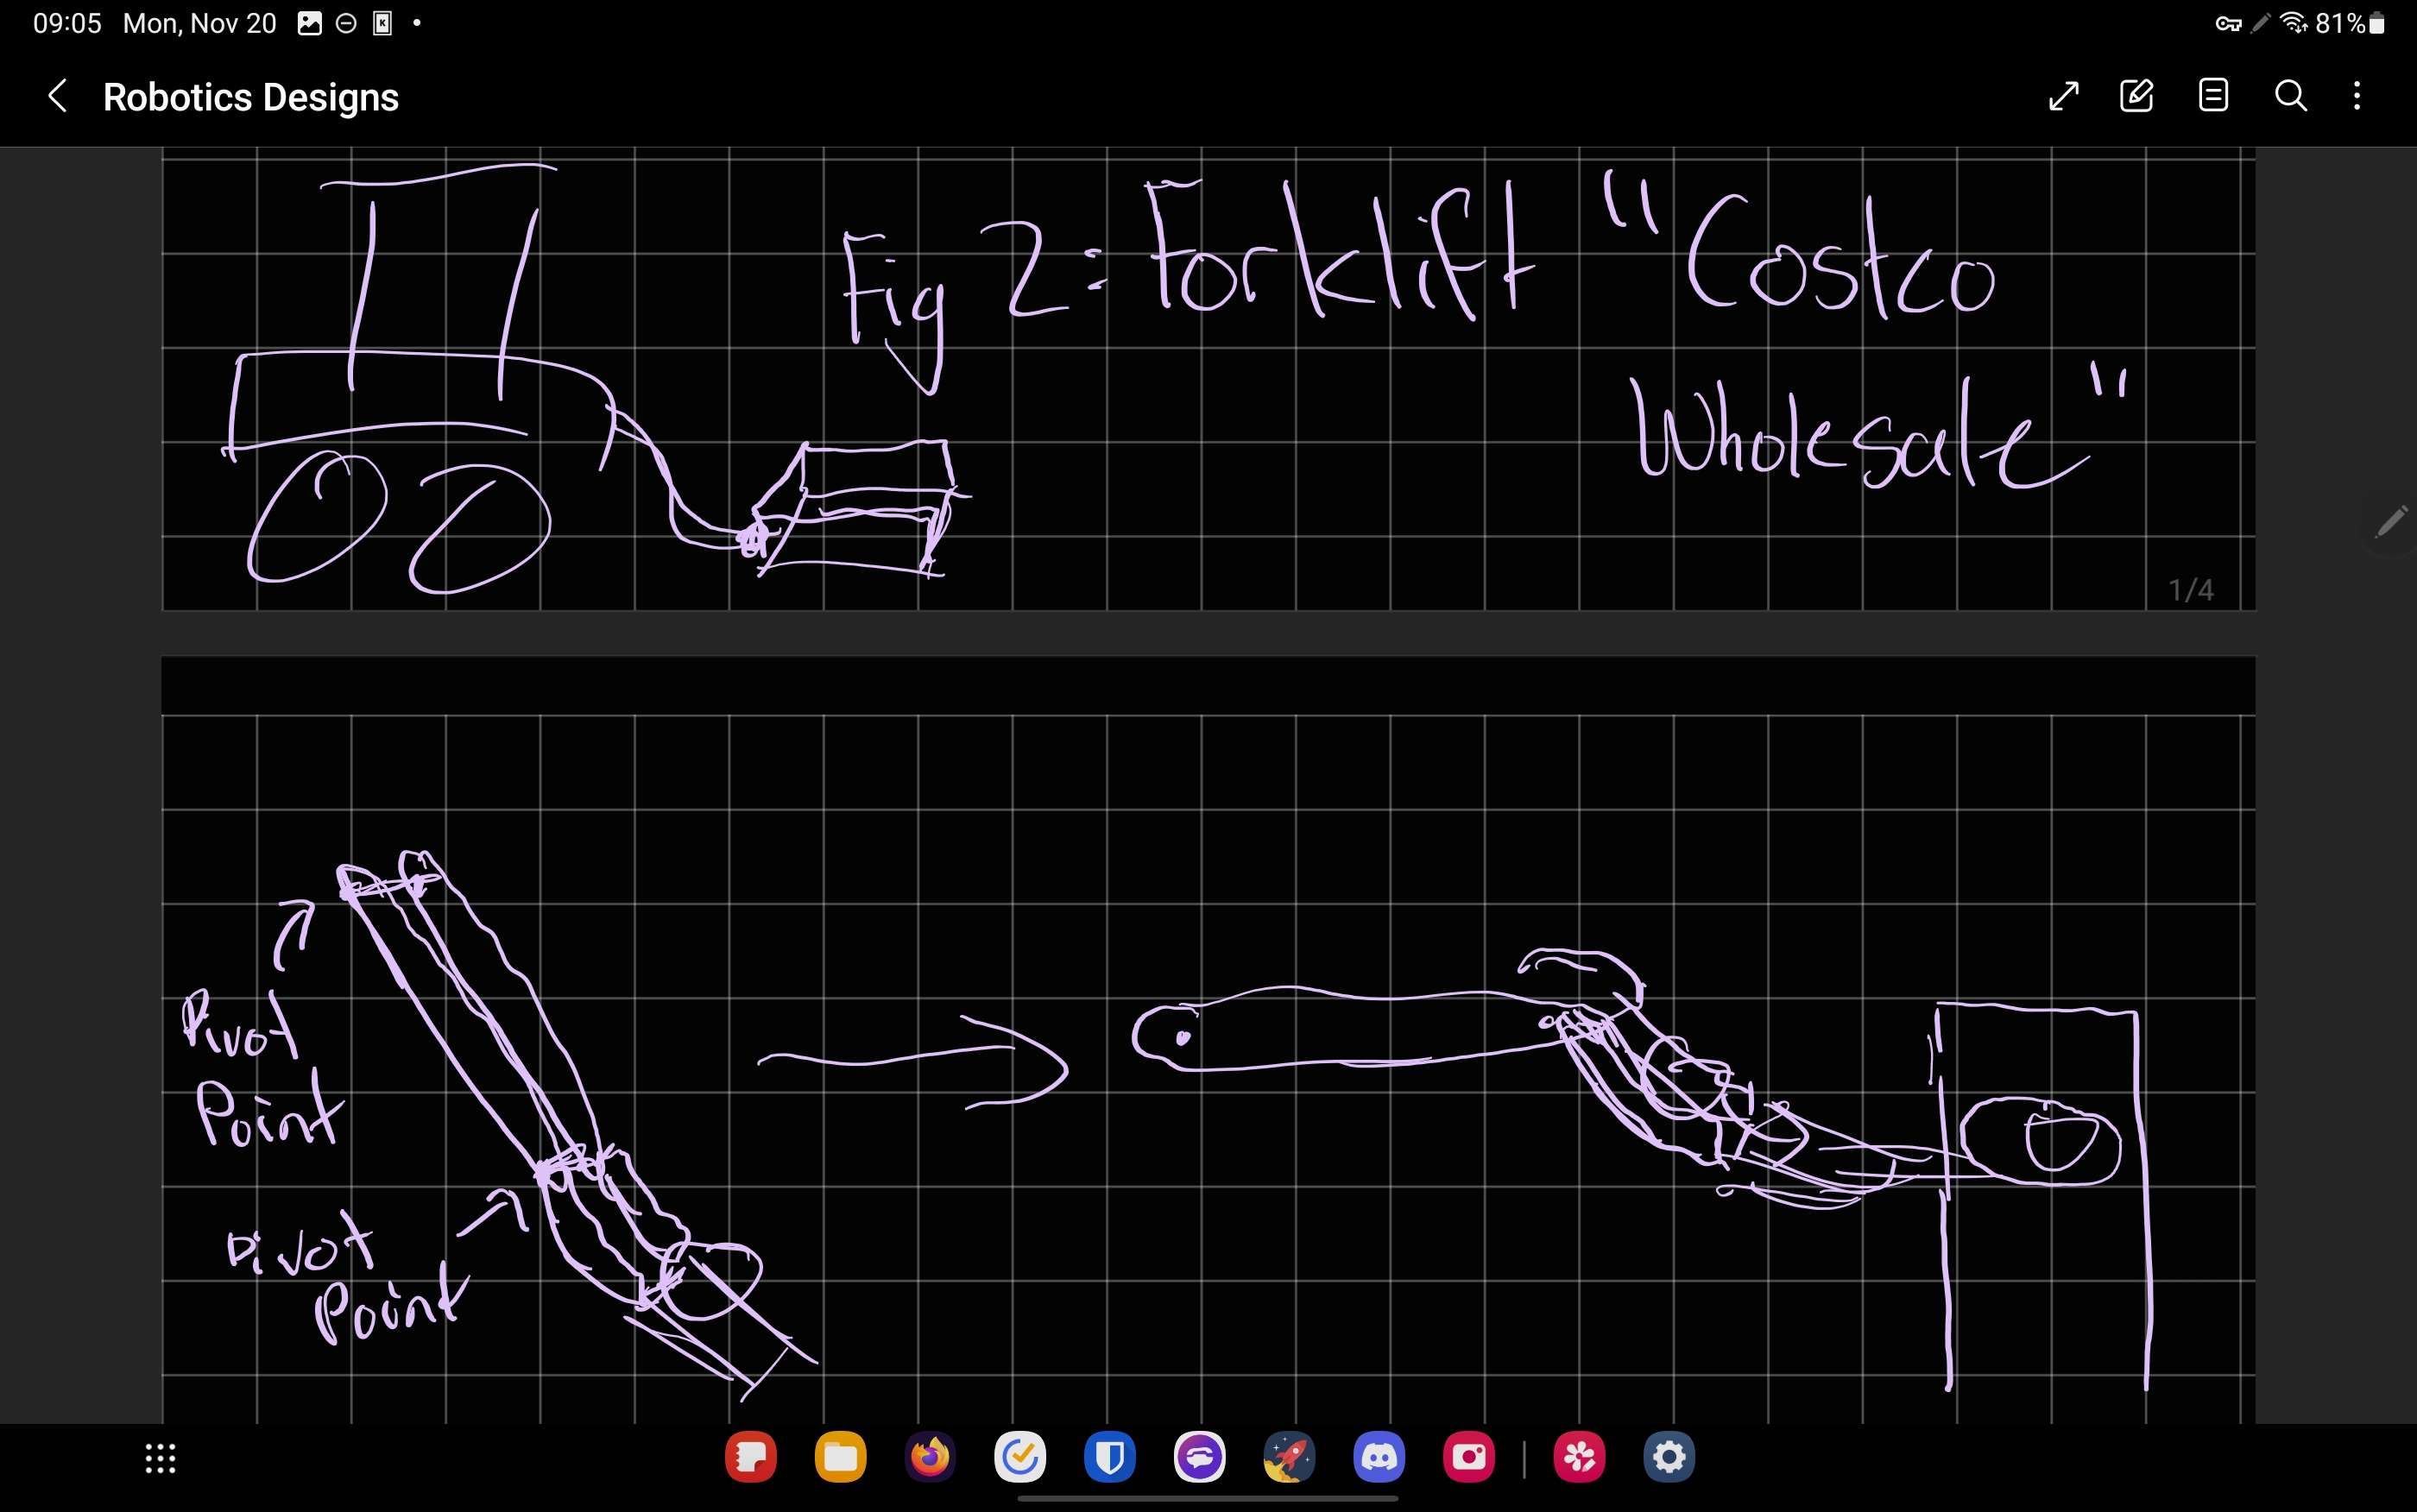 09:05 Mon, Nov 20
81%
Robotics Designs
Fig 2: Forklift "Costco
Wholesale"
1/4
Pivot
Point
Pivot
Point